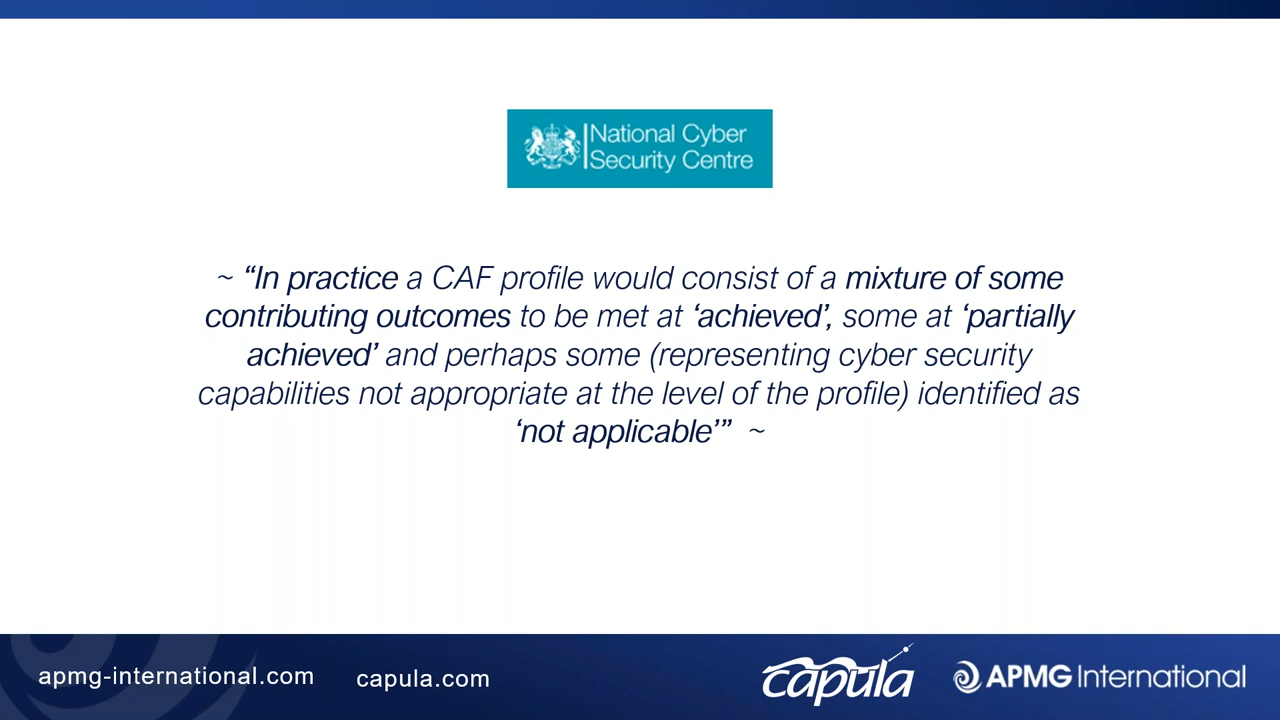 National Cyber
Security Centre
~ “In practice a CAF profile would consist of a mixture of some
contributing outcomes to be met at ‘achieved’, some at ‘partially
achieved’ and perhaps some (representing cyber security
capabilities not appropriate at the level of the profile) identified as
‘not applicable’” ~
apmg-international.com
capula.com
capula
APMG International